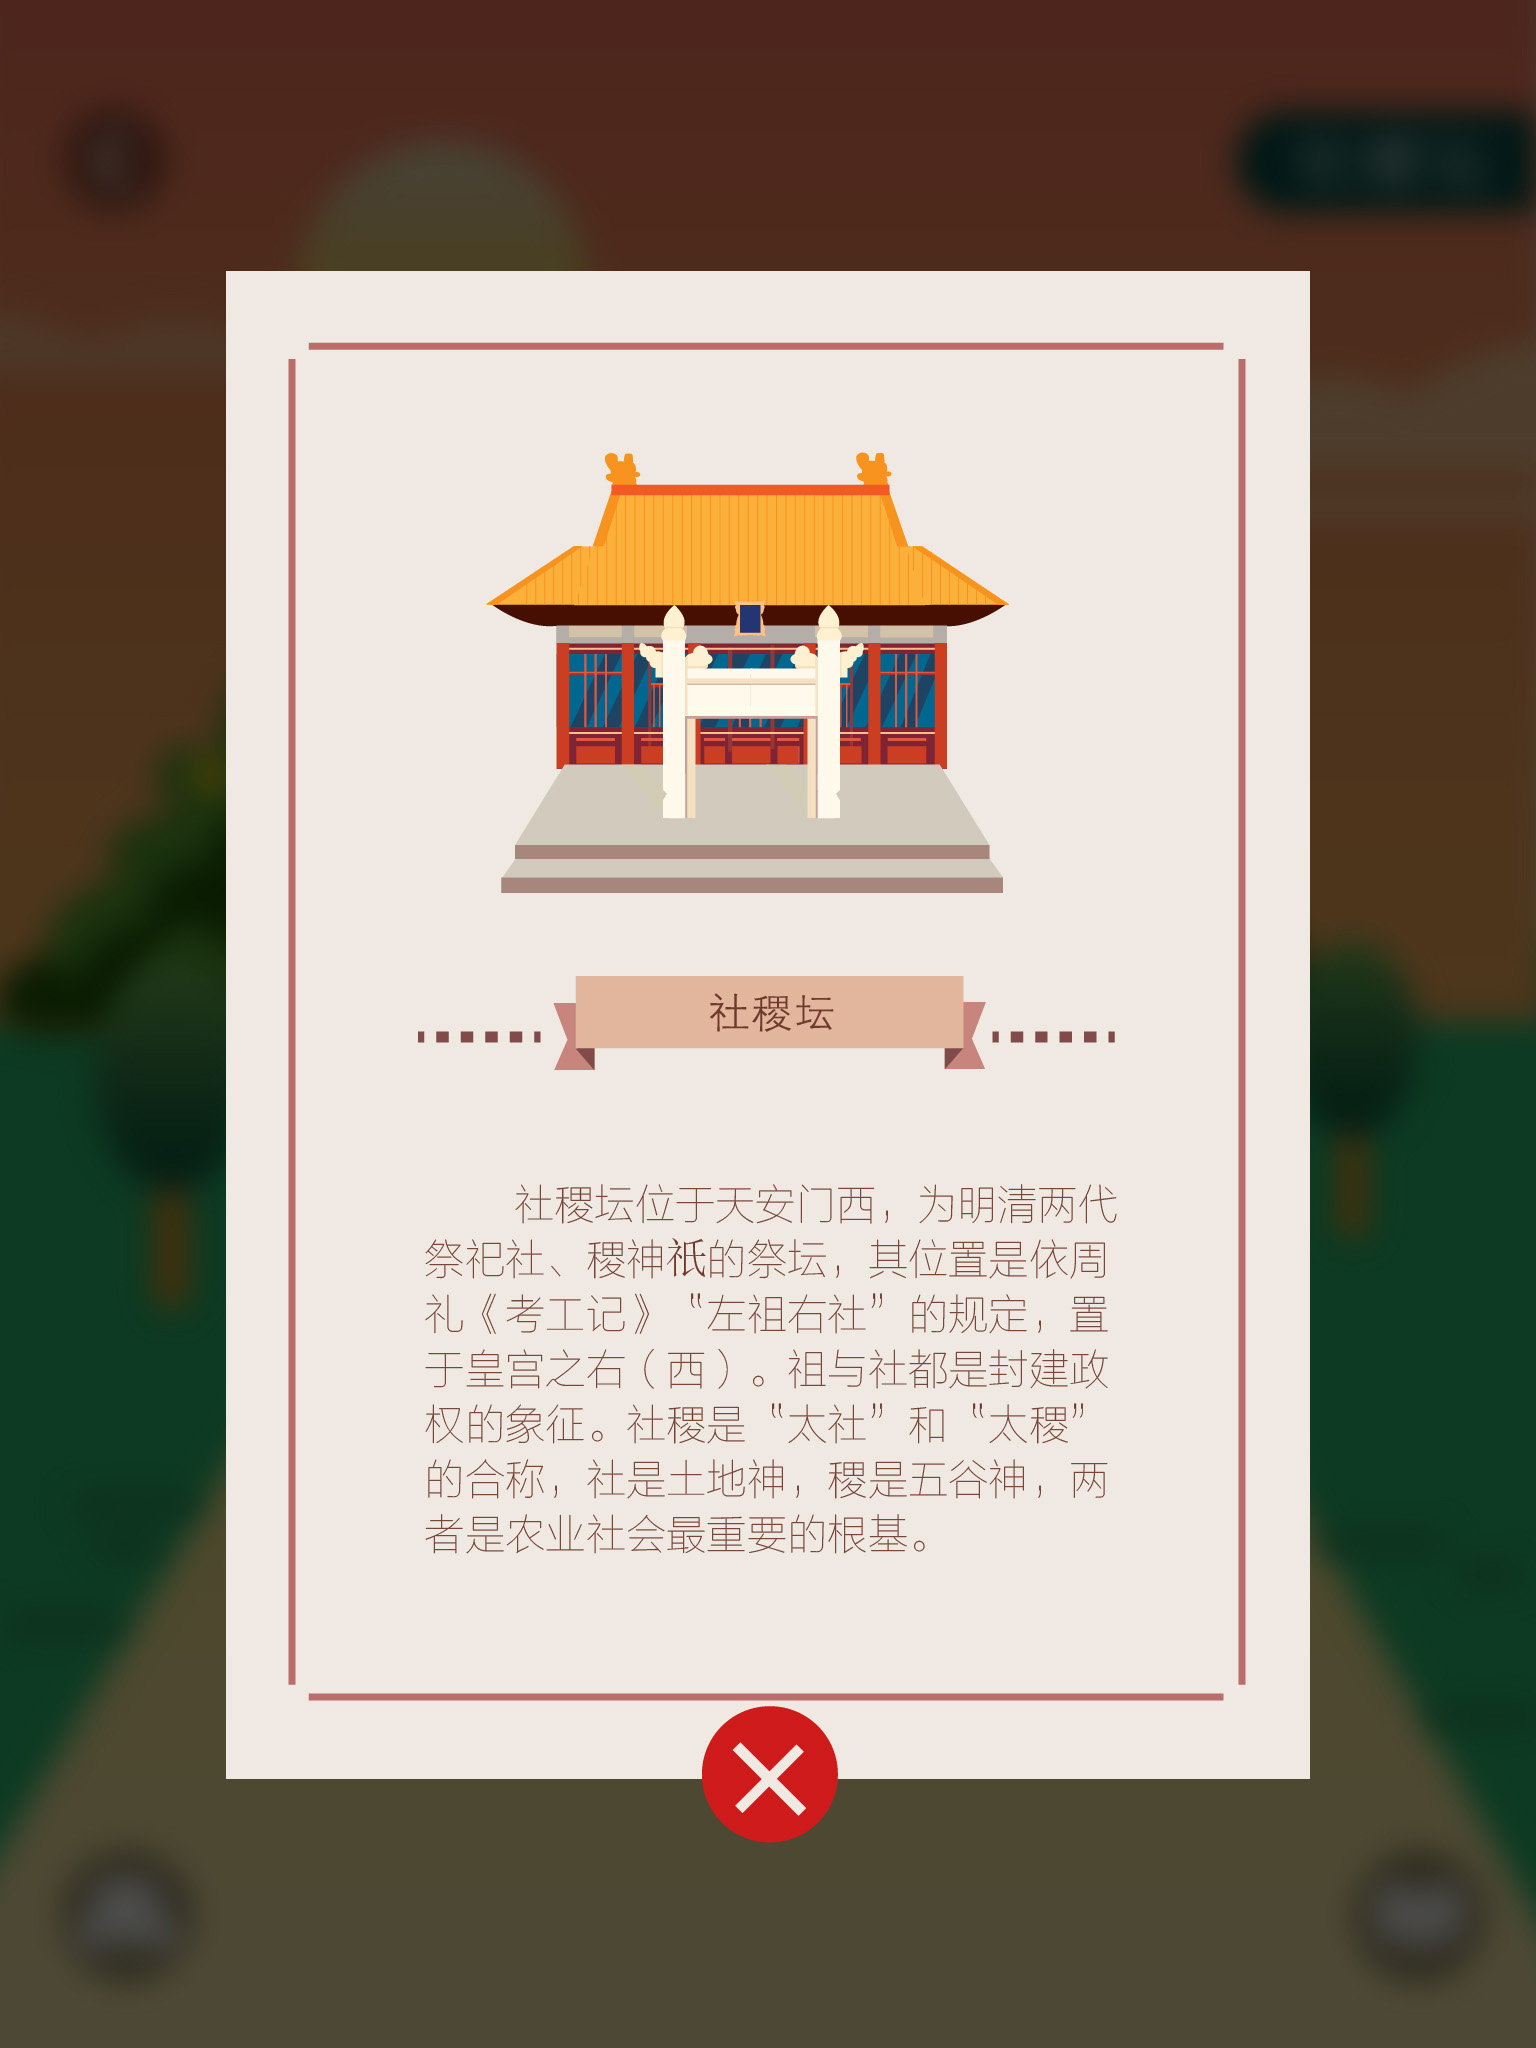 社稷坛
社稷坛位于天安门西，为明清两代
祭祀社、稷神祇的祭坛，其位置是依周
礼《考工记》“左祖右社”的规定，置
于皇宫之右（西）。祖与社都是封建政
权的象征。社稷是“太社”和“太稷”
的合称，社是土地神，稷是五谷神，两
者是农业社会最重要的根基。